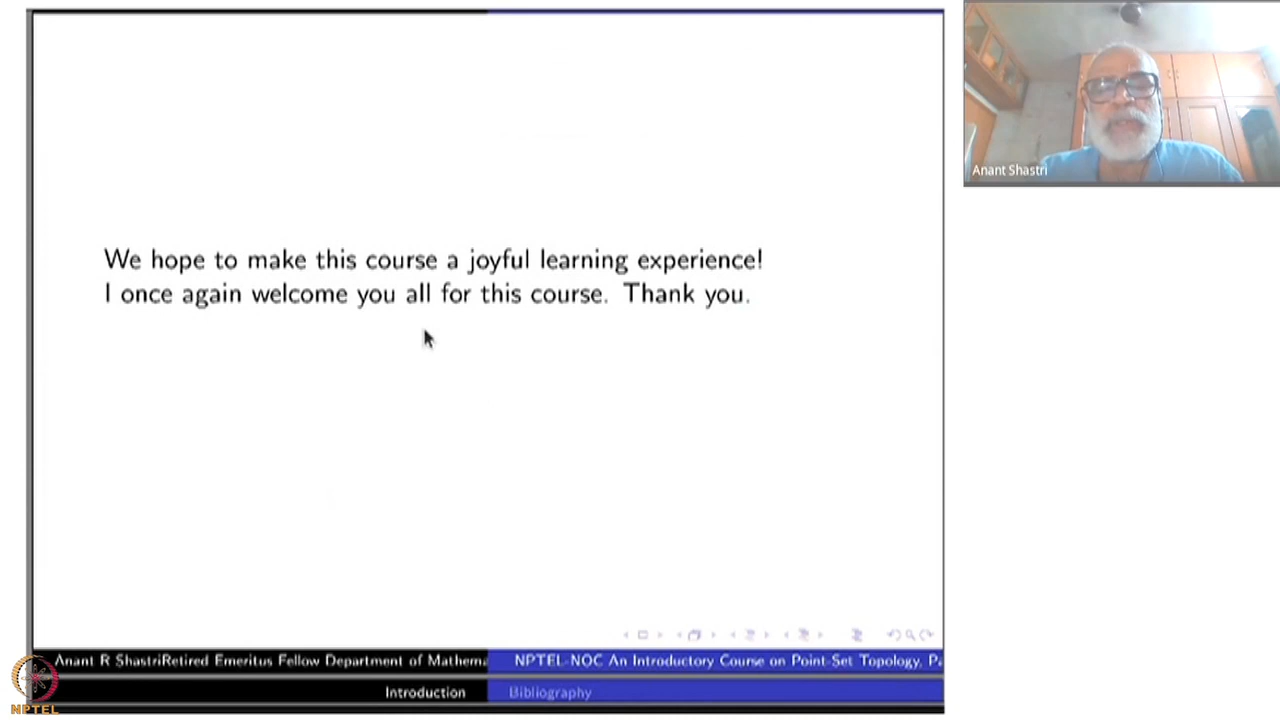 Anant Shastri
We hope to make this course a joyful learning experience!
I once again welcome you all for this course. Thank you.
Anant R ShastriRetired Emeritus Fellow Department of Mathema
NPTEL-NOC An Introductory Course on Point-Set Topology, Pa
Introduction
Bibliography
NPTEL